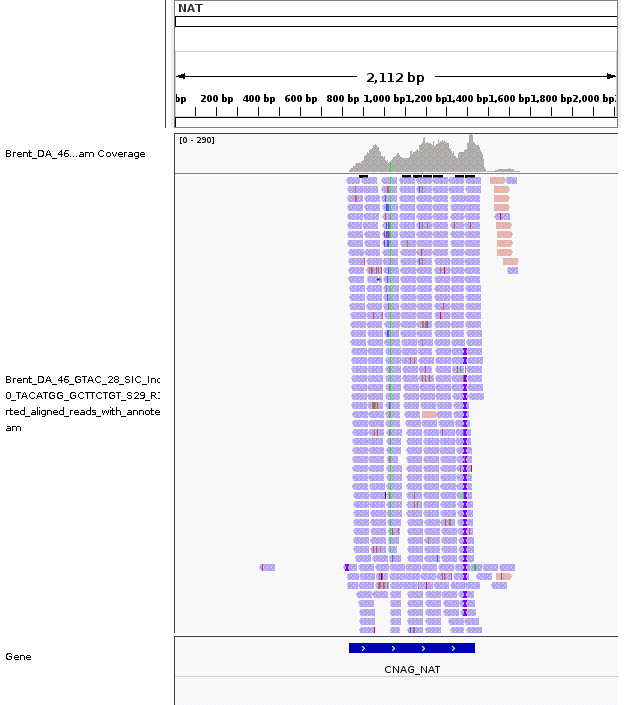 NAT
2,112 bp
bp 200 bp 400 bp 600 bp 800 bp 1,000 bp 1,200 bp 1,400 bp 1,600 bp 1,800 bp 2,000 bp
[0 - 290]
Brent_DA_46...am Coverage
Brent_DA_46_GTAC_28_SIC_Inc
0_TACATGG_GCTTCTGT_S29_R:
rted_aligned_reads_with_annote
am
Gene
CNAG_NAT